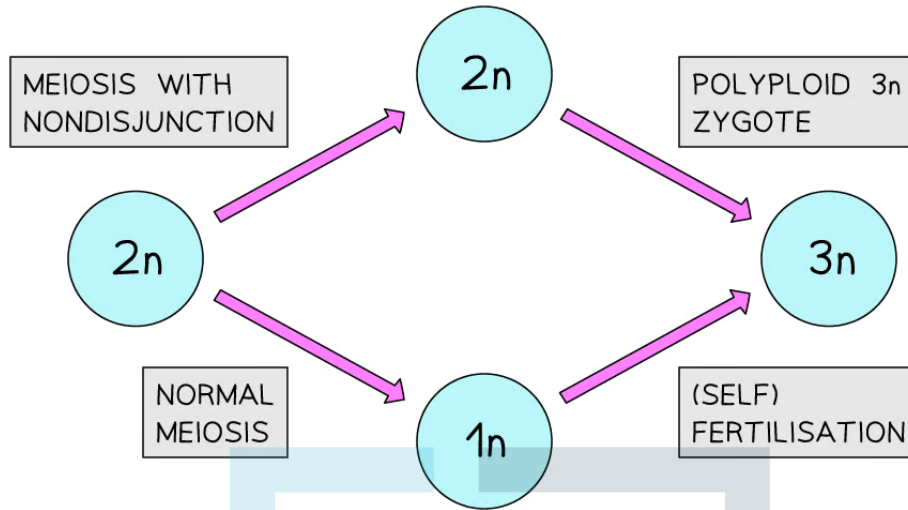 MEIOSIS WITH
NONDISJUNCTION
2n
POLYPLOID 3n
ZYGOTE
2n
3n
NORMAL
MEIOSIS
1n
(SELF)
FERTILISATION